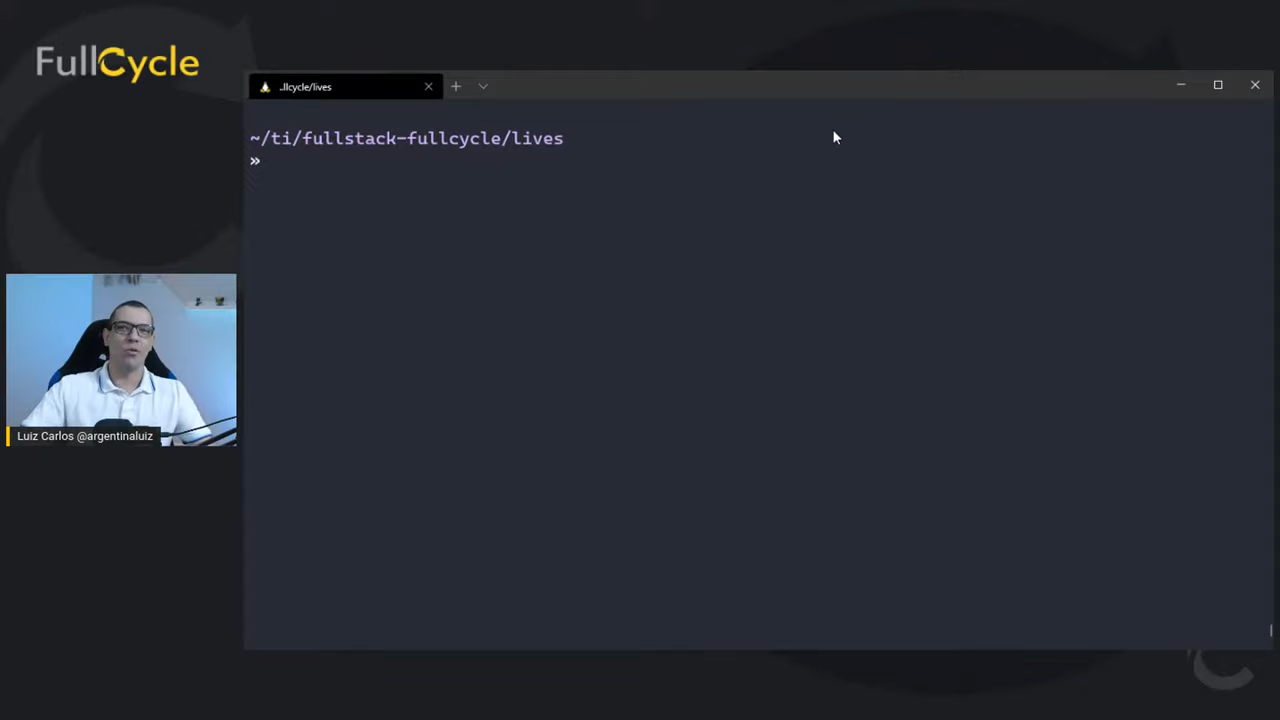 FullCycle
..llcycle/lives
~/ti/fullstack-fullcycle/lives
»
Luiz Carlos @argentinaluiz